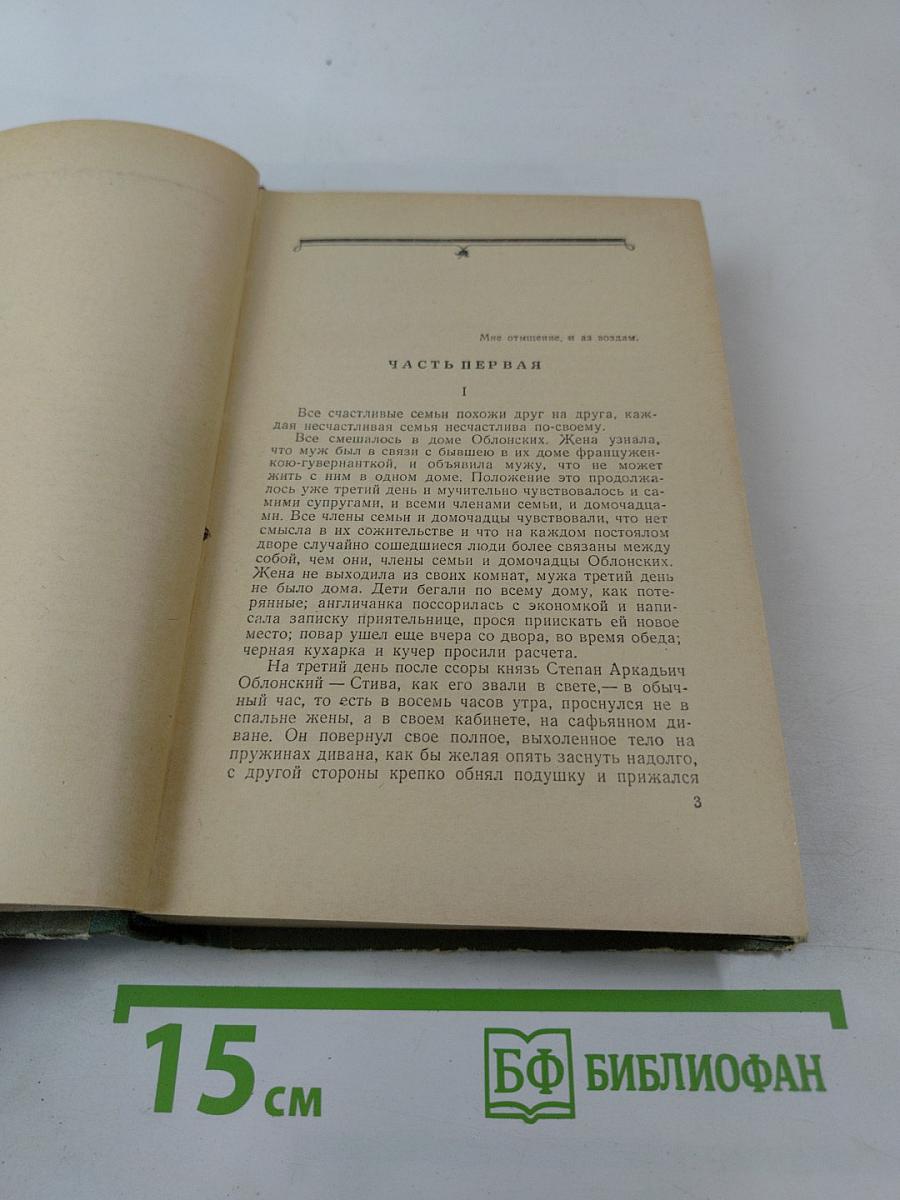 Мне отмщение, и аз воздам.
ЧАСТЬ ПЕРВАЯ
I
Все счастливые семьи похожи друг на друга, каж-
дая несчастливая семья несчастлива по-своему.
Все смешалось в доме Облонских. Жена узнала,
что муж был в связи с бывшею в их доме француженкой-
кою-гувернанткой, и объявила мужу, что не может
жить с ним в одном доме. Положение это продолжа-
лось уже третий день и мучительно чувствовалось и са-
мими супругами, и всеми членами семьи, и домочадца-
ми. Все члены семьи и домочадцы чувствовали, что нет
смысла в их сожительстве и что на каждом постоялом
дворе случайно сошедшиеся люди более связаны между
собой, чем они, члены семьи и домочадцы Облонских.
Жена не выходила из своих комнат, мужа третий день
не было дома. Дети бегали по всему дому, как поте-
рянные; англичанка поссорилась с экономкой и напи-
сала записку приятельнице, прося приискать ей новое
место; повар ушел еще вчера со двора, во время обеда;
черная кухарка и кучер просили расчета.
На третий день после ссоры князь Степан Аркадьич
Облонский — Стива, как его звали в свете,— в обыч-
ный час, то есть в восемь часов утра, проснулся не в
спальне жены, а в своем кабинете, на сафьянном ди-
ване. Он повернул свое полное, выхоленное тело на
пружинах дивана, как бы желая опять заснуть надолго,
с другой стороны крепко обнял подушку и прижался
3
15 см
БФ БИБЛИОФАН